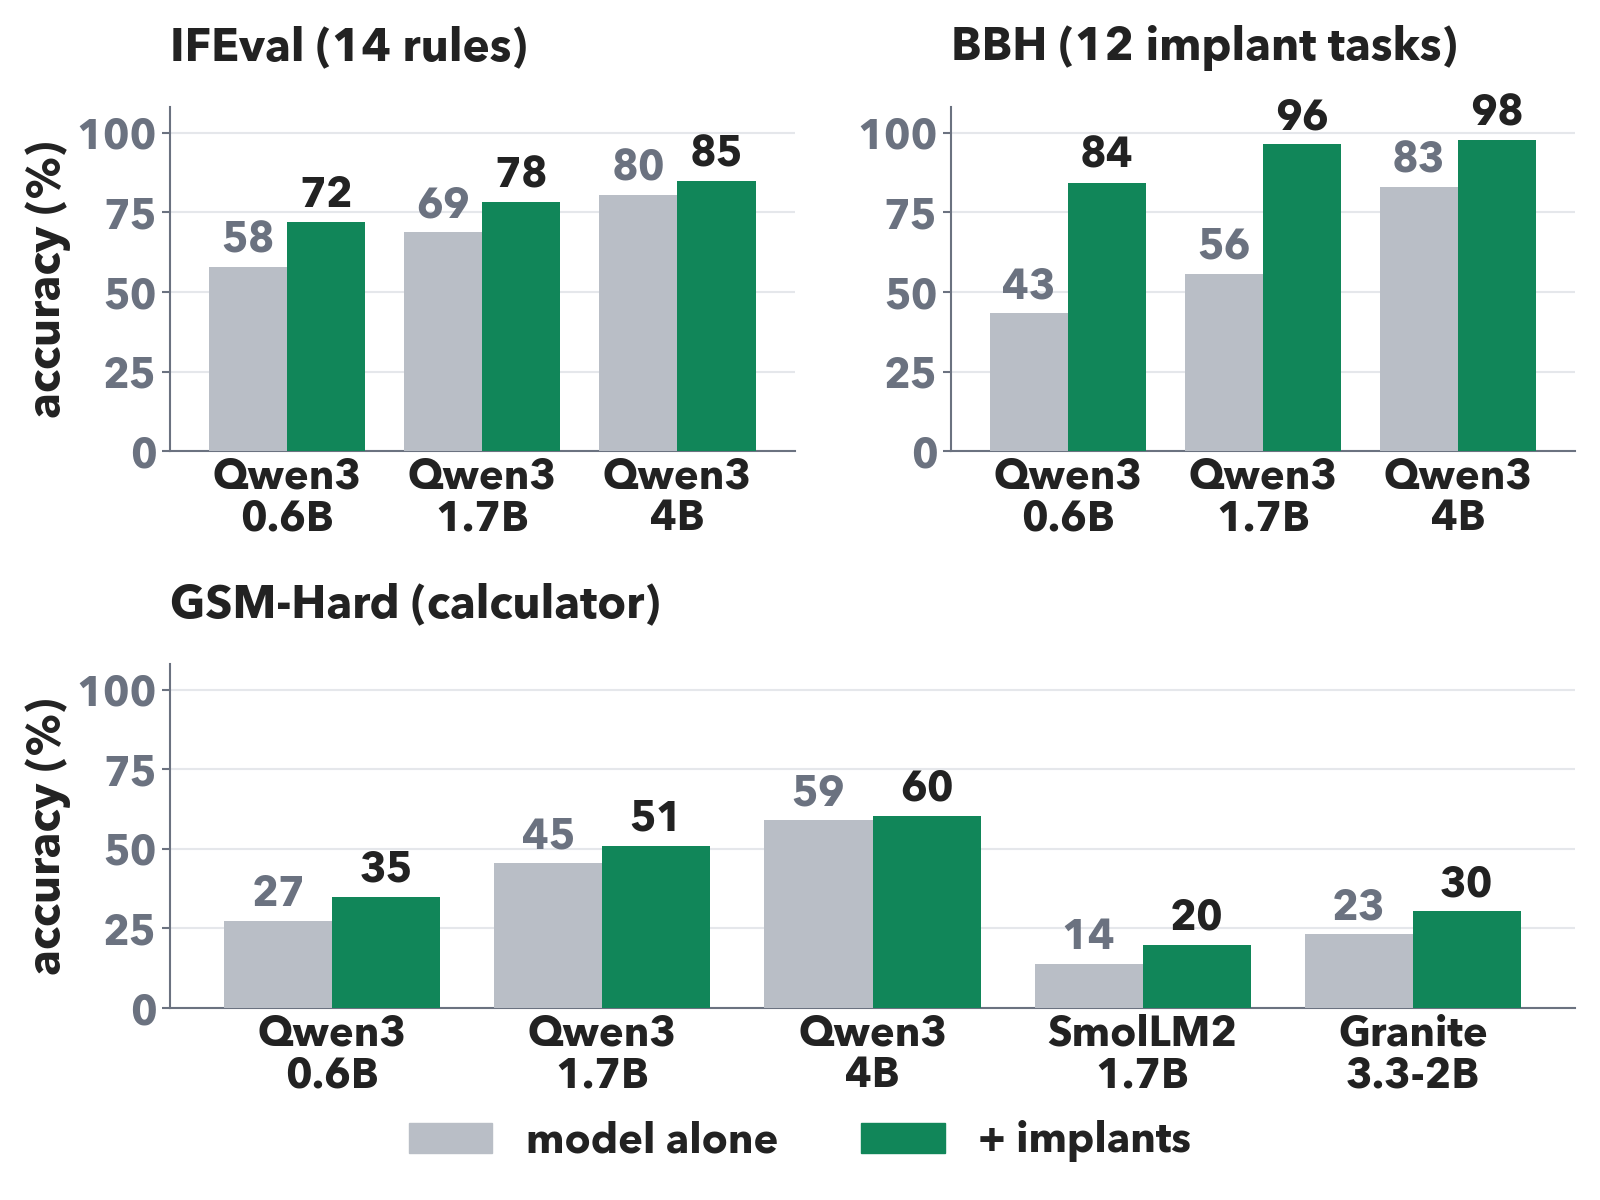 IFEval (14 rules)
accuracy (%)
100
75
50
25
0
58
72
69
78
80
85
Qwen3
0.6B
Qwen3
1.7B
Qwen3
4B
BBH (12 implant tasks)
100
75
50
25
0
43
84
56
96
83
98
Qwen3
0.6B
Qwen3
1.7B
Qwen3
4B
GSM-Hard (calculator)
accuracy (%)
100
75
50
25
0
27
35
45
51
59
60
14
20
23
30
Qwen3
0.6B
Qwen3
1.7B
Qwen3
4B
SmolLM2
1.7B
Granite
3.3-2B
model alone
+ implants